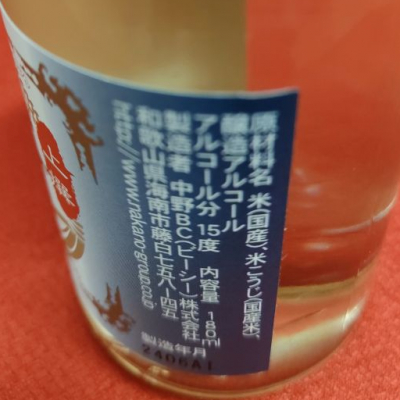 原材料名 米(国産)、米こうじ(国産米)、
醸造アルコール
アルコール分 15度 内容量 180ml
製造者 中野BC(ビーシー)株式会社
和歌山県海南市藤白七五八ー四五
http://www.nakano-group.co.jp
製造年月
2406A1
上撰